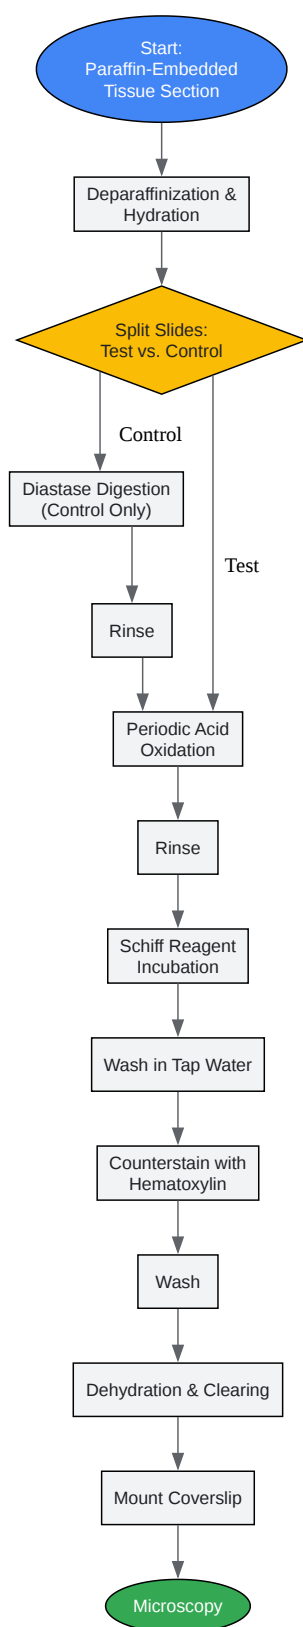 Start:
Paraffin-Embedded
Tissue Section
Deparaffinization &
Hydration
Split Slides:
Test vs. Control
Control
Diastase Digestion
(Control Only)
Test
Rinse
Periodic Acid
Oxidation
Rinse
Schiff Reagent
Incubation
Wash in Tap Water
Counterstain with
Hematoxylin
Wash
Dehydration & Clearing
Mount Coverslip
Microscopy